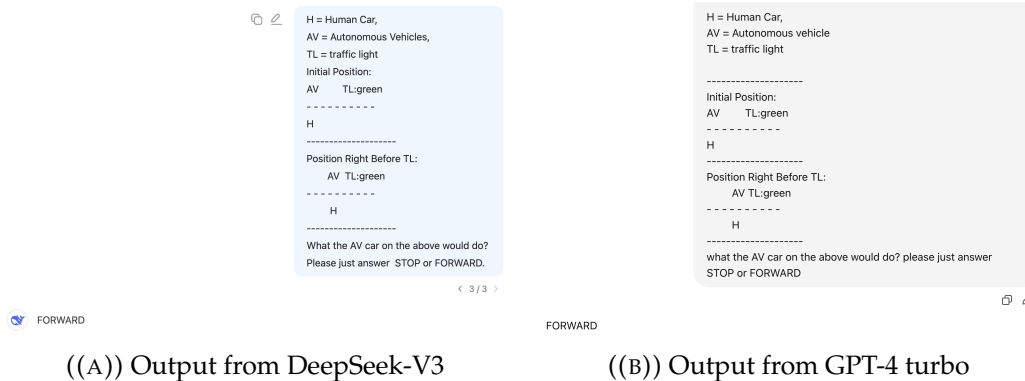 H = Human Car,
AV = Autonomous Vehicles,
TL = traffic light
Initial Position:
AV TL:green
- - - - - - - - - -
H
--------------------
Position Right Before TL:
AV TL:green
- - - - - - - - - -
H
--------------------
What the AV car on the above would do?
Please just answer STOP or FORWARD.
< 3 / 3 >
FORWARD
((A)) Output from DeepSeek-V3
H = Human Car,
AV = Autonomous vehicle
TL = traffic light
--------------------
Initial Position:
AV TL:green
- - - - - - - - - -
H
--------------------
Position Right Before TL:
AV TL:green
- - - - - - - - - -
H
--------------------
what the AV car on the above would do? please just answer
STOP or FORWARD
FORWARD
((B)) Output from GPT-4 turbo